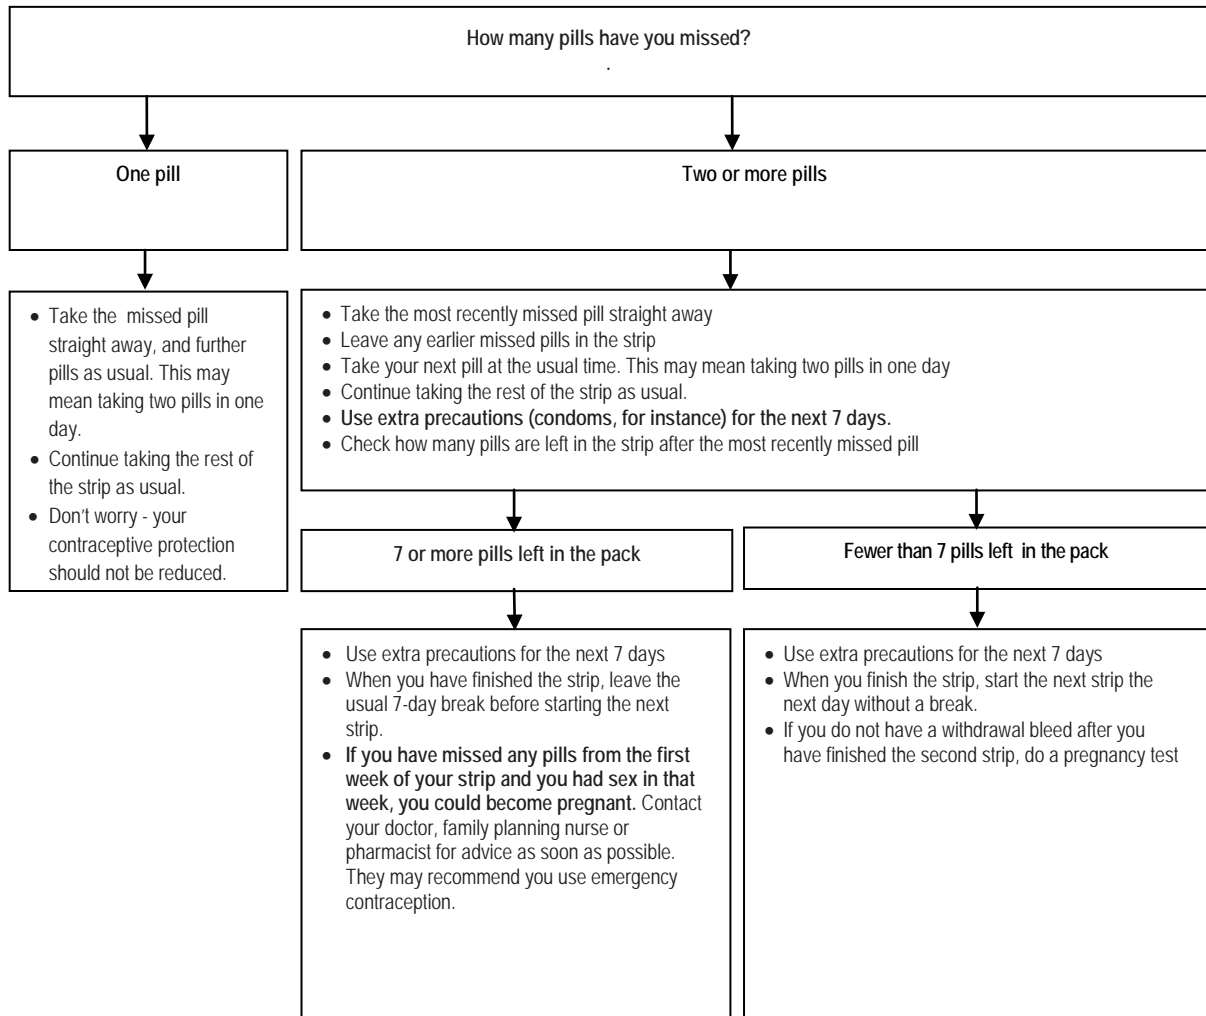 How many pills have you missed?
.
One pill
Two or more pills
• Take the missed pill
straight away, and further
pills as usual. This may
mean taking two pills in one
day.
• Continue taking the rest of
the strip as usual.
• Don't worry - your
contraceptive protection
should not be reduced.
• Take the most recently missed pill straight away
• Leave any earlier missed pills in the strip
• Take your next pill at the usual time. This may mean taking two pills in one day
• Continue taking the rest of the strip as usual.
• Use extra precautions (condoms, for instance) for the next 7 days.
• Check how many pills are left in the strip after the most recently missed pill
7 or more pills left in the pack
Fewer than 7 pills left in the pack
• Use extra precautions for the next 7 days
• When you have finished the strip, leave the
usual 7-day break before starting the next
strip.
• If you have missed any pills from the first
week of your strip and you had sex in that
week, you could become pregnant. Contact
your doctor, family planning nurse or
pharmacist for advice as soon as possible.
They may recommend you use emergency
contraception.
• Use extra precautions for the next 7 days
• When you finish the strip, start the next strip the
next day without a break.
• If you do not have a withdrawal bleed after you
have finished the second strip, do a pregnancy test